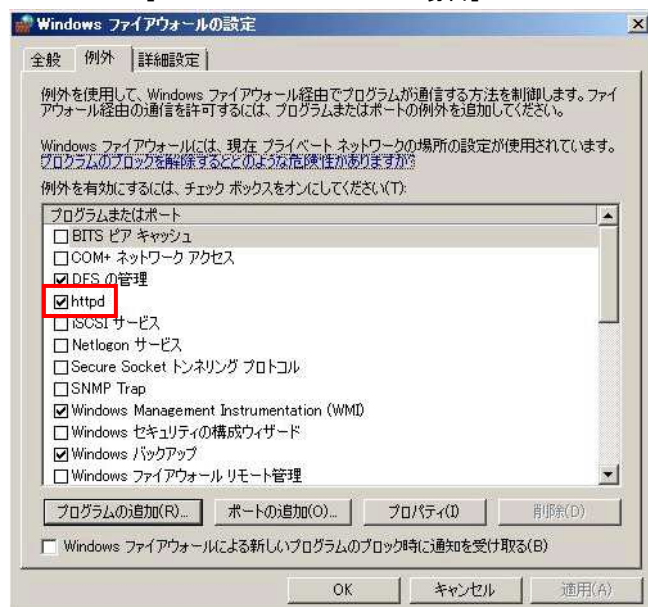 Windows ファイアウォールの設定
全般 例外 詳細設定
例外を使用して、Windows ファイアウォール経由でプログラムが通信する方法を制御します。ファイ
アウォール経由の通信を許可するには、プログラムまたはポートの例外を追加してください。
Windows ファイアウォールには、現在 プライベート ネットワークの場所の設定が使用されています。
プログラムのブロックを解除するとどのような危険性がありますか?
例外を有効にするには、チェック ボックスをオンにしてください(T):
プログラムまたはポート
BITS ピア キャッシュ
COM+ ネットワーク アクセス
DFS の管理
httpd
iSCSI サービス
Netlogon サービス
Secure Socket トンネリング プロトコル
SNMP Trap
Windows Management Instrumentation (WMI)
Windows セキュリティの構成ウィザード
Windows バックアップ
Windows ファイアウォール リモート管理
プログラムの追加(R)... ポートの追加(O)... プロパティ(I) 削除(D)
Windows ファイアウォールによる新しいプログラムのブロック時に通知を受け取る(B)
OK キャンセル 適用(A)